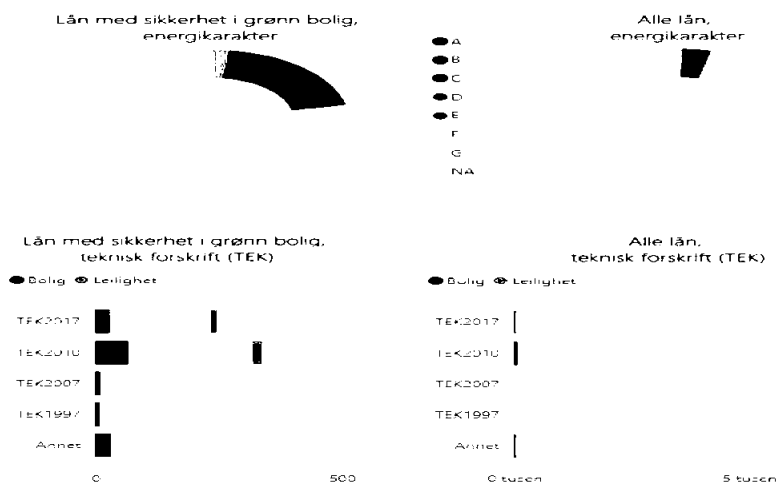 Lån med sikkerhet i grønn bolig,
energikarakter
A
B
C
D
E
F
G
NA
Alle lån,
energikarakter
Lån med sikkerhet i grønn bolig,
teknisk forskrift (TEK)
Bolig Leilighet
TEK2017
TEK2010
TEK2007
TEK1997
Annet
0 500
Alle lån,
teknisk forskrift (TEK)
Bolig Leilighet
TEK2017
TEK2010
TEK2007
TEK1997
Annet
0 tusen 5 tusen